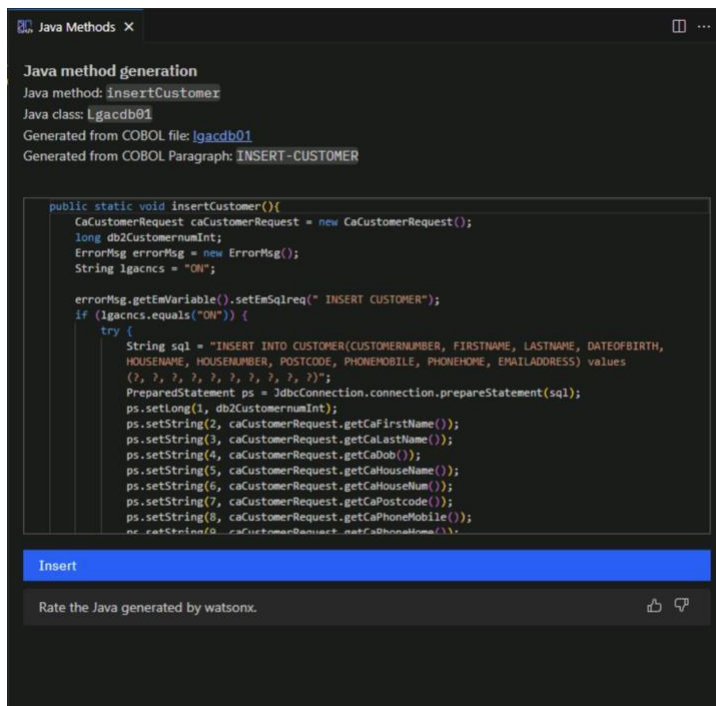 Java Methods ×
Java method generation
Java method: insertCustomer
Java class: Lgacdb01
Generated from COBOL file: lgacdb01
Generated from COBOL Paragraph: INSERT-CUSTOMER
public static void insertCustomer(){
CaCustomerRequest caCustomerRequest = new CaCustomerRequest();
long db2CustomernumInt;
ErrorMsg errorMsg = new ErrorMsg();
String lgacncs = "ON";
errorMsg.getEmVariable().setEmSqlreq(" INSERT CUSTOMER");
if (lgacncs.equals("ON")) {
try {
String sql = "INSERT INTO CUSTOMER(CUSTOMERNUMBER, FIRSTNAME, LASTNAME, DATEOFBIRTH,
HOUSENAME, HOUSENUMBER, POSTCODE, PHONEMOBILE, PHONEHOME, EMAILADDRESS) values
(?, ?, ?, ?, ?, ?, ?, ?, ?, ?)";
PreparedStatement ps = JdbcConnection.connection.prepareStatement(sql);
ps.setLong(1, db2CustomernumInt);
ps.setString(2, caCustomerRequest.getCaFirstName());
ps.setString(3, caCustomerRequest.getCaLastName());
ps.setString(4, caCustomerRequest.getCaDob());
ps.setString(5, caCustomerRequest.getCaHouseName());
ps.setString(6, caCustomerRequest.getCaHouseNum());
ps.setString(7, caCustomerRequest.getCaPostcode());
ps.setString(8, caCustomerRequest.getCaPhoneMobile());
ps.setString(9, caCustomerRequest.getCaPhoneHome());
Insert
Rate the Java generated by watsonx.